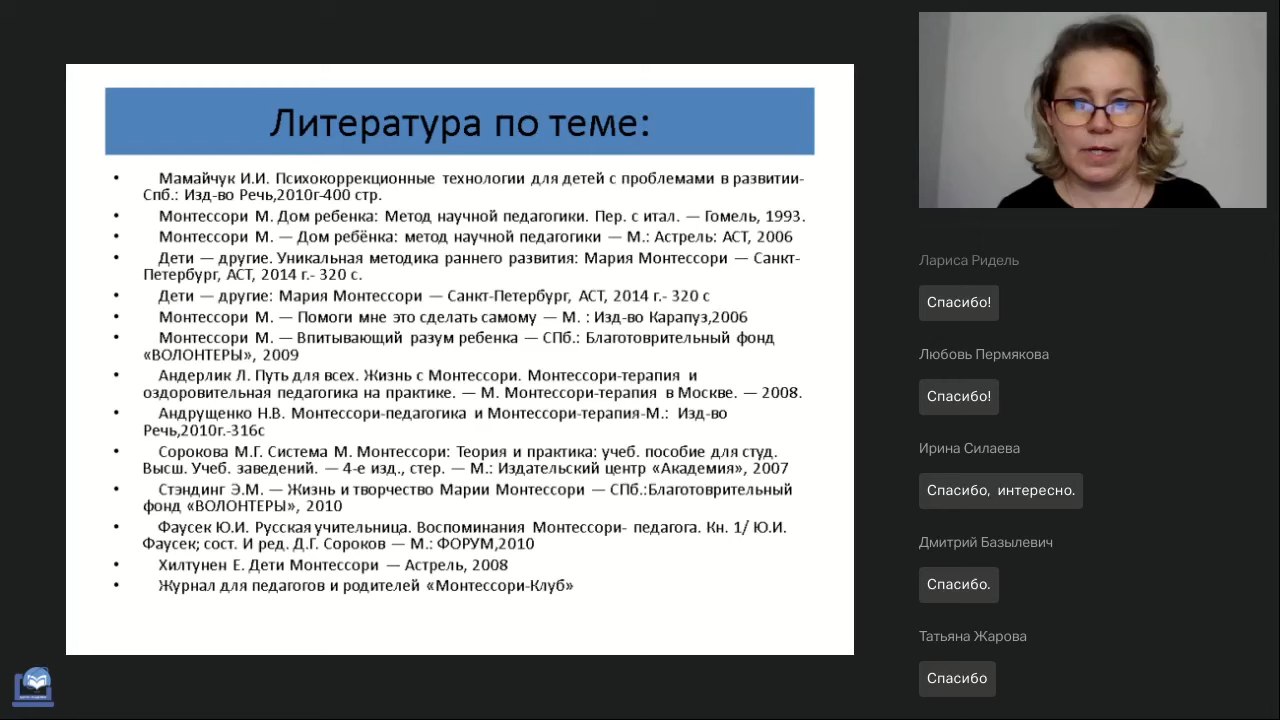 Литература по теме:
• Мамайчук И.И. Психокоррекционные технологии для детей с проблемами в развитии-
Спб.: Изд-во Речь,2010г-400 стр.
• Монтессори М. Дом ребенка: Метод научной педагогики. Пер. с итал. — Гомель, 1993.
• Монтессори М. — Дом ребёнка: метод научной педагогики — М.: Астрель: АСТ, 2006
• Дети — другие. Уникальная методика раннего развития: Мария Монтессори — Санкт-
Петербург, АСТ, 2014 г.- 320 с.
• Дети — другие: Мария Монтессори — Санкт-Петербург, АСТ, 2014 г.- 320 с
• Монтессори М. — Помоги мне это сделать самому — М. : Изд-во Карапуз,2006
• Монтессори М. — Впитывающий разум ребенка — СПб.: Благотворительный фонд
«ВОЛОНТЕРЫ», 2009
• Андерлик Л. Путь для всех. Жизнь с Монтессори. Монтессори-терапия и
оздоровительная педагогика на практике. — М. Монтессори-терапия в Москве. — 2008.
• Андрущенко Н.В. Монтессори-педагогика и Монтессори-терапия-М.: Изд-во
Речь,2010г.-316с
• Сорокова М.Г. Система М. Монтессори: Теория и практика: учеб. пособие для студ.
Высш. Учеб. заведений. — 4-е изд., стер. — М.: Издательский центр «Академия», 2007
• Стэндинг Э.М. — Жизнь и творчество Марии Монтессори — СПб.:Благотворительный
фонд «ВОЛОНТЕРЫ», 2010
• Фаусек Ю.И. Русская учительница. Воспоминания Монтессори- педагога. Кн. 1/ Ю.И.
Фаусек; сост. И ред. Д.Г. Сороков — М.: ФОРУМ,2010
• Хилтунен Е. Дети Монтессори — Астрель, 2008
• Журнал для педагогов и родителей «Монтессори-Клуб»
Лариса Ридель
Спасибо!
Любовь Пермякова
Спасибо!
Ирина Силаева
Спасибо, интересно.
Дмитрий Базылевич
Спасибо.
Татьяна Жарова
Спасибо